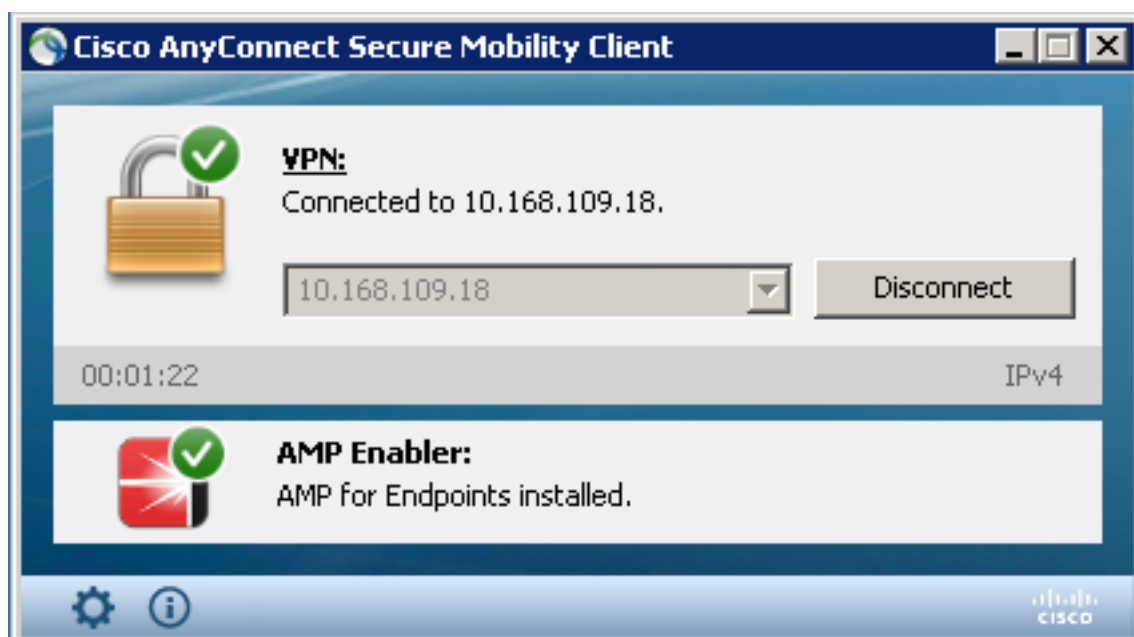 Cisco AnyConnect Secure Mobility Client
VPN:
Connected to 10.168.109.18.
10.168.109.18
Disconnect
00:01:22
IPv4
AMP Enabler:
AMP for Endpoints installed.
cisco